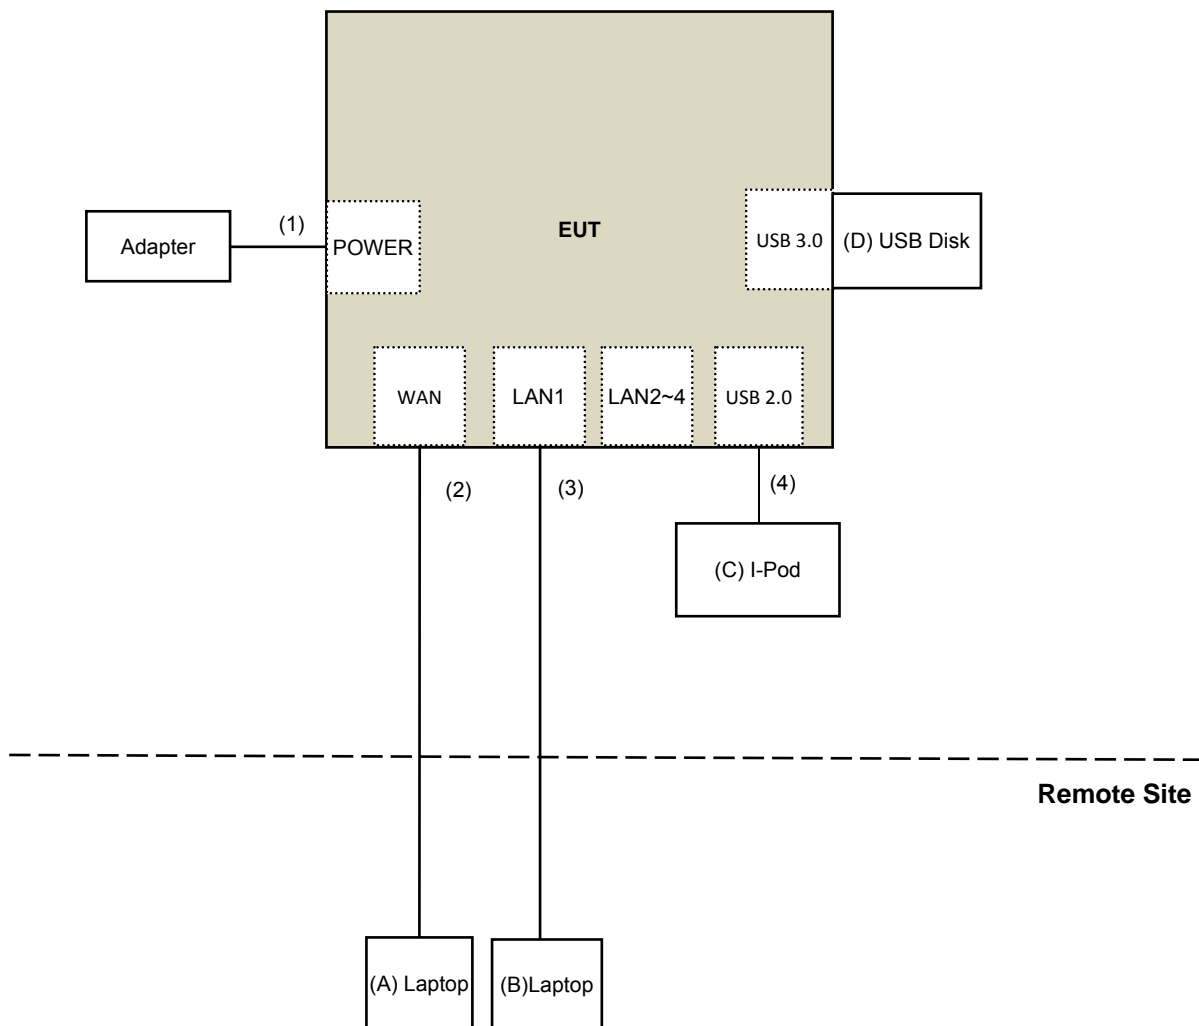 EUT
Adapter
(1)
POWER
USB 3.0
(D) USB Disk
WAN
LAN1
LAN2~4
USB 2.0
(2)
(3)
(4)
(C) I-Pod
Remote Site
(A) Laptop
(B)Laptop